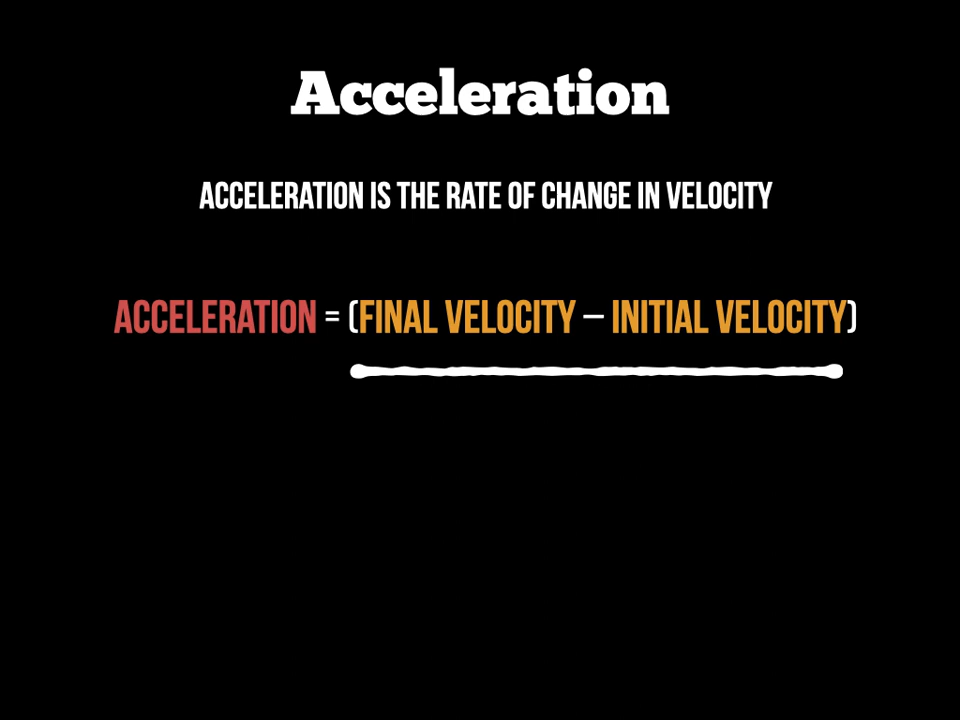 Acceleration
ACCELERATION IS THE RATE OF CHANGE IN VELOCITY
ACCELERATION = (FINAL VELOCITY – INITIAL VELOCITY)